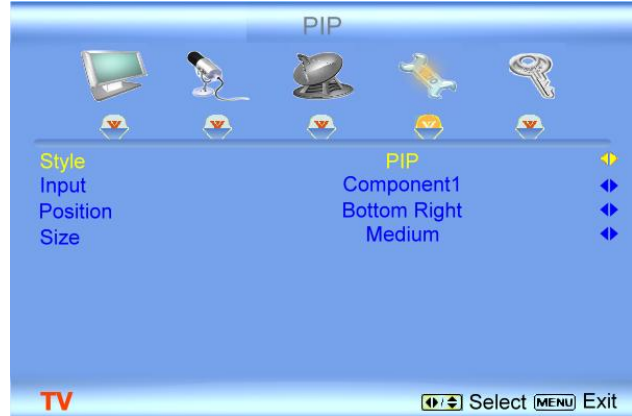 PIP
Style PIP
Input Component1
Position Bottom Right
Size Medium
TV Select MENU Exit